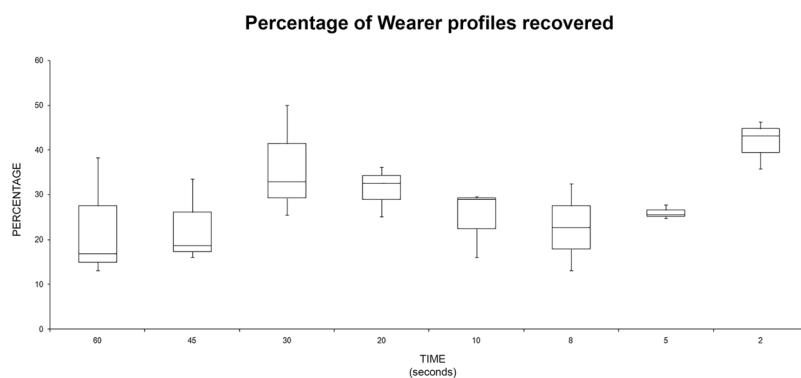 Percentage of Wearer profiles recovered
60
50
40
30
20
10
0
PERCENTAGE
60 45 30 20 10 8 5 2
TIME
(seconds)